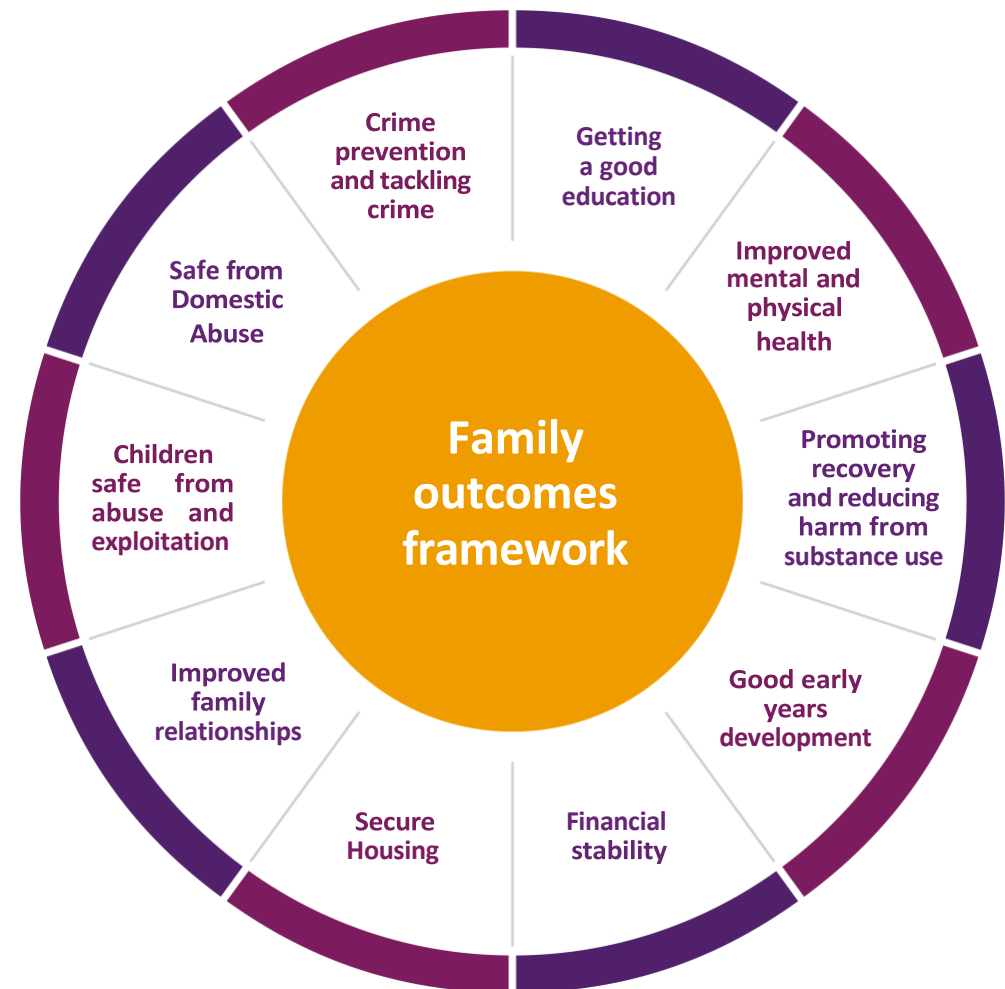 Family
outcomes
framework
Getting
a good
education
Improved
mental and
physical
health
Promoting
recovery
and reducing
harm from
substance use
Good early
years
development
Financial
stability
Secure
Housing
Improved
family
relationships
Children
safe from
abuse and
exploitation
Safe from
Domestic
Abuse
Crime
prevention
and tackling
crime